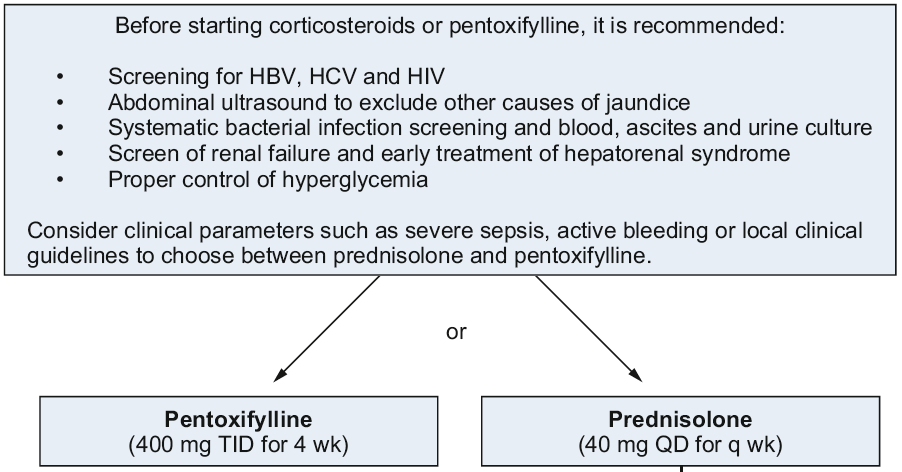 Before starting corticosteroids or pentoxifylline, it is recommended:
• Screening for HBV, HCV and HIV
• Abdominal ultrasound to exclude other causes of jaundice
• Systematic bacterial infection screening and blood, ascites and urine culture
• Screen of renal failure and early treatment of hepatorenal syndrome
• Proper control of hyperglycemia
Consider clinical parameters such as severe sepsis, active bleeding or local clinical
guidelines to choose between prednisolone and pentoxifylline.
or
Pentoxifylline
(400 mg TID for 4 wk)
Prednisolone
(40 mg QD for q wk)